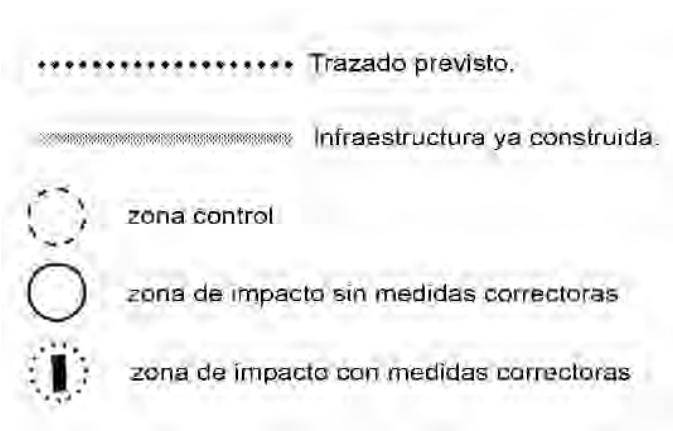 Trazado previsto.
Infraestructura ya construida.
zona control
zona de impacto sin medidas correctoras
zona de impacto con medidas correctoras